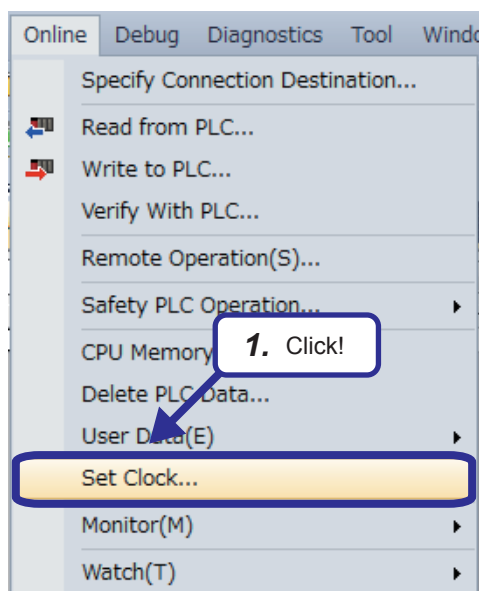 Online Debug Diagnostics Tool
Specify Connection Destination...
Read from PLC...
Write to PLC...
Verify With PLC...
Remote Operation(S)...
Safety PLC Operation...
CPU Memory
1. Click!
Delete PLC Data...
User Data(E)
Set Clock...
Monitor(M)
Watch(T)